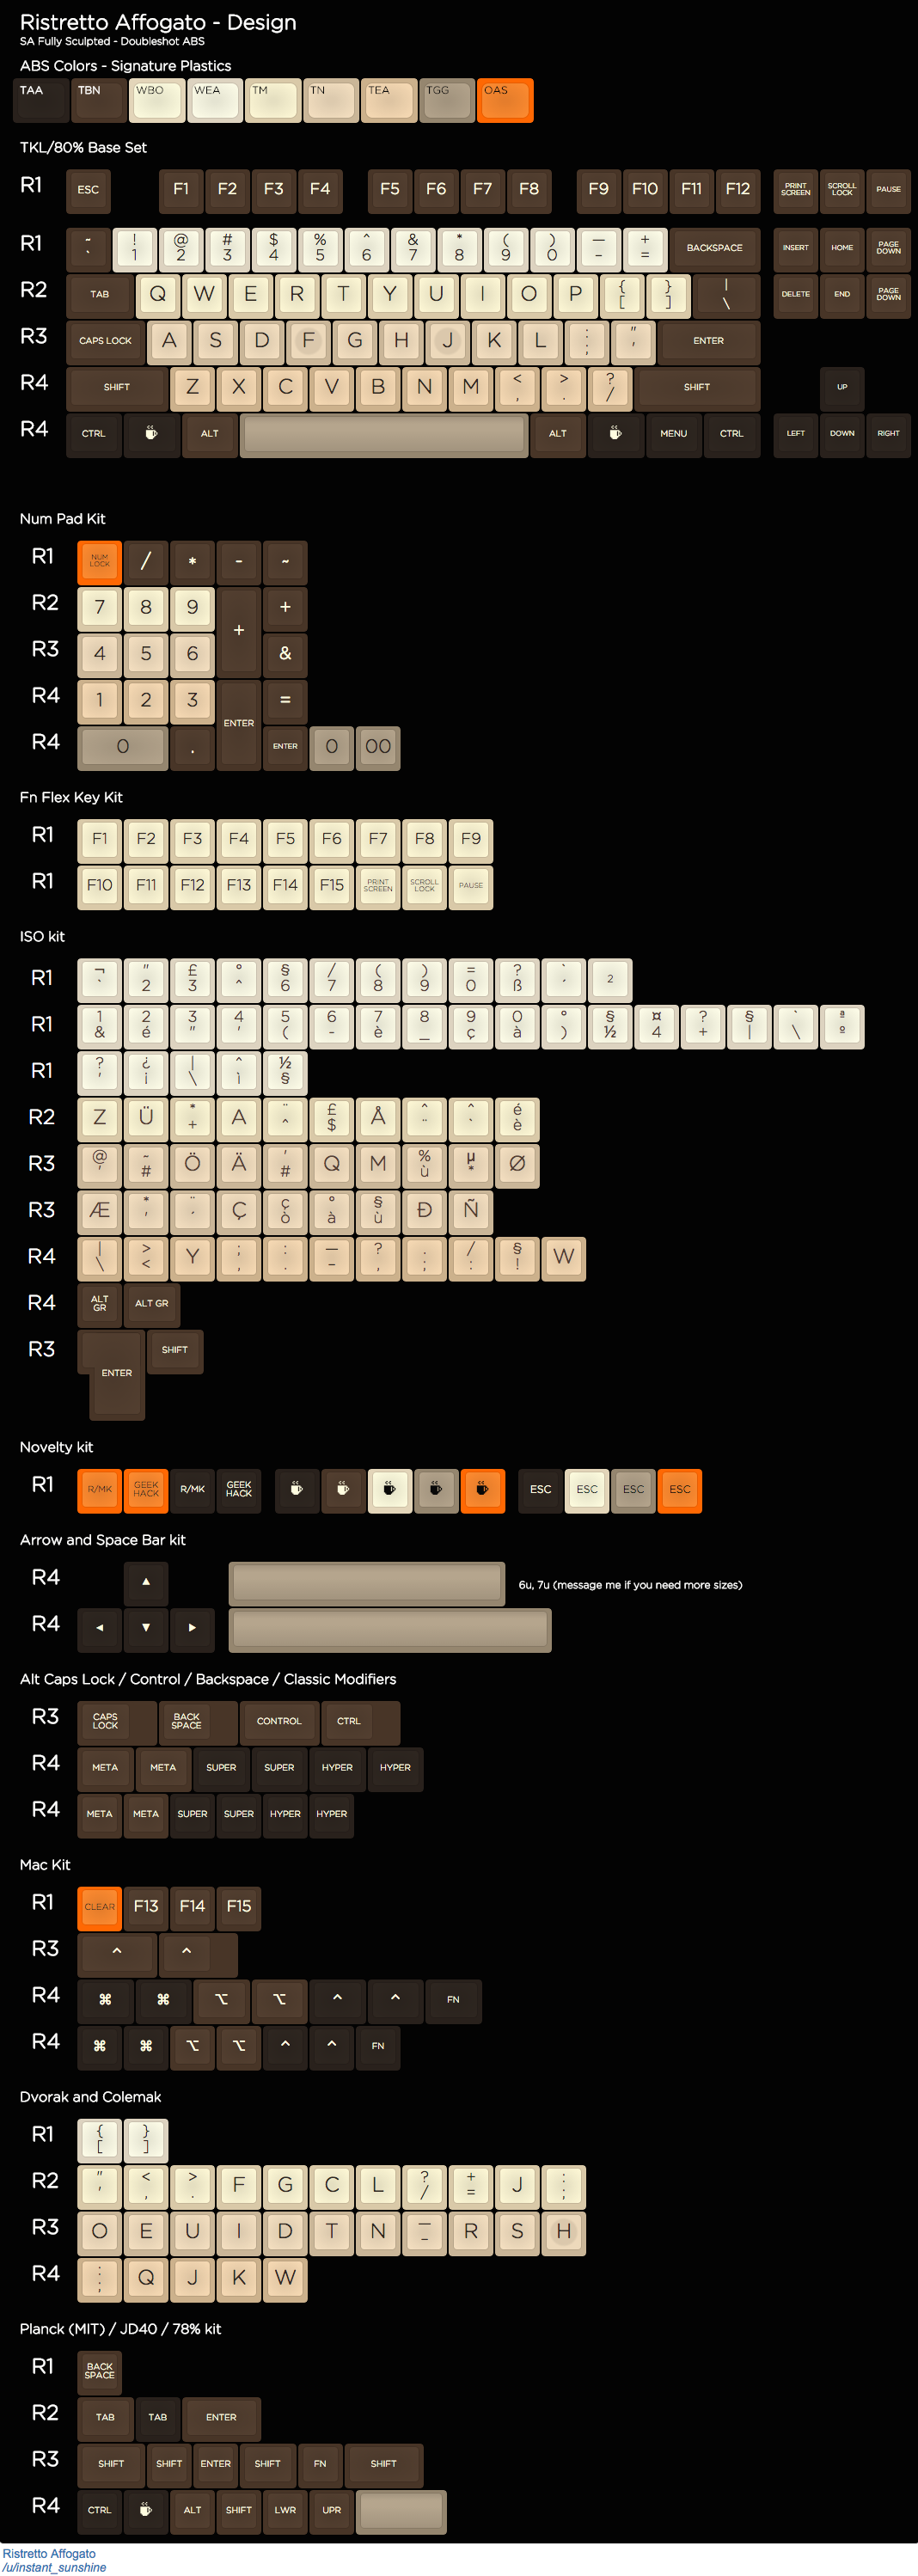 Ristretto Affogato - Design
SA Fully Sculpted - Doubleshot ABS
ABS Colors - Signature Plastics
TAA TBN WBO WEA TM TN TEA TGG OAS
TKL/80% Base Set
R1 ESC F1 F2 F3 F4 F5 F6 F7 F8 F9 F10 F11 F12 PRINT SCREEN SCROLL LOCK PAUSE
R1 ~ ` ! 1 @ 2 # 3 $ 4 % 5 ^ 6 & 7 * 8 ( 9 ) 0 — - + = BACKSPACE INSERT HOME PAGE DOWN
R2 TAB Q W E R T Y U I O P { [ } ] | \ DELETE END PAGE DOWN
R3 CAPS LOCK A S D F G H J K L : ; " ' ENTER
R4 SHIFT Z X C V B N M < , > . ? / SHIFT UP
R4 CTRL ALT ALT MENU CTRL LEFT DOWN RIGHT
Num Pad Kit
R1 NUM LOCK / * - ~
R2 7 8 9 + +
R3 4 5 6 &
R4 1 2 3 ENTER =
R4 0 . ENTER 0 00
Fn Flex Key Kit
R1 F1 F2 F3 F4 F5 F6 F7 F8 F9
R1 F10 F11 F12 F13 F14 F15 PRINT SCREEN SCROLL LOCK PAUSE
ISO kit
R1 ¬ ` " 2 £ 3 ° ^ § 6 / 7 ( 8 ) 9 = 0 ? ß ` ´ 2
R1 1 & 2 é 3 " 4 ' 5 ( 6 - 7 è 8 _ 9 ç 0 à ° ) § ½ ¤ 4 ? + § | ` \ ª º
R1 ? ' ¿ ¡ | \ ^ ì ½ §
R2 Z Ü * + A ¨ ^ £ $ Å ^ ¨ ^ ` é è
R3 @ ' ~ # Ö Ä ' # Q M % ù µ * Ø
R3 Æ * ' ¨ ´ Ç ç ò ° à § ù Đ Ñ
R4 | \ > < Y ; , : . — - ? , . ; / : § ! W
R4 ALT GR ALT GR
R3 ENTER SHIFT
Novelty kit
R1 R/MK GEEK HACK R/MK GEEK HACK ESC ESC ESC ESC
Arrow and Space Bar kit
R4 ▲ 6u, 7u (message me if you need more sizes)
R4 ◄ ▼ ►
Alt Caps Lock / Control / Backspace / Classic Modifiers
R3 CAPS LOCK BACK SPACE CONTROL CTRL
R4 META META SUPER SUPER HYPER HYPER
R4 META META SUPER SUPER HYPER HYPER
Mac Kit
R1 CLEAR F13 F14 F15
R3 ^ ^
R4 ⌘ ⌘ ⌥ ⌥ ^ ^ FN
R4 ⌘ ⌘ ⌥ ⌥ ^ ^ FN
Dvorak and Colemak
R1 { [ } ]
R2 " ' < , > . F G C L ? / + = J : ;
R3 O E U I D T N — - R S H
R4 : ; Q J K W
Planck (MIT) / JD40 / 78% kit
R1 BACK SPACE
R2 TAB TAB ENTER
R3 SHIFT SHIFT ENTER SHIFT FN SHIFT
R4 CTRL ALT SHIFT LWR UPR
Ristretto Affogato
/u/instant_sunshine